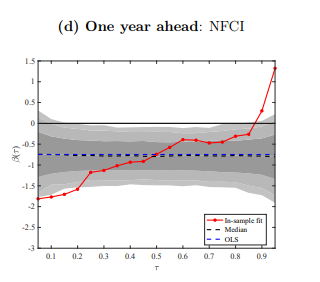 (d) One year ahead: NFCI
1.5
1
0.5
0
-0.5
-1
-1.5
-2
-2.5
-3
β(τ)
0.1 0.2 0.3 0.4 0.5 0.6 0.7 0.8 0.9
τ
In-sample fit
Median
OLS